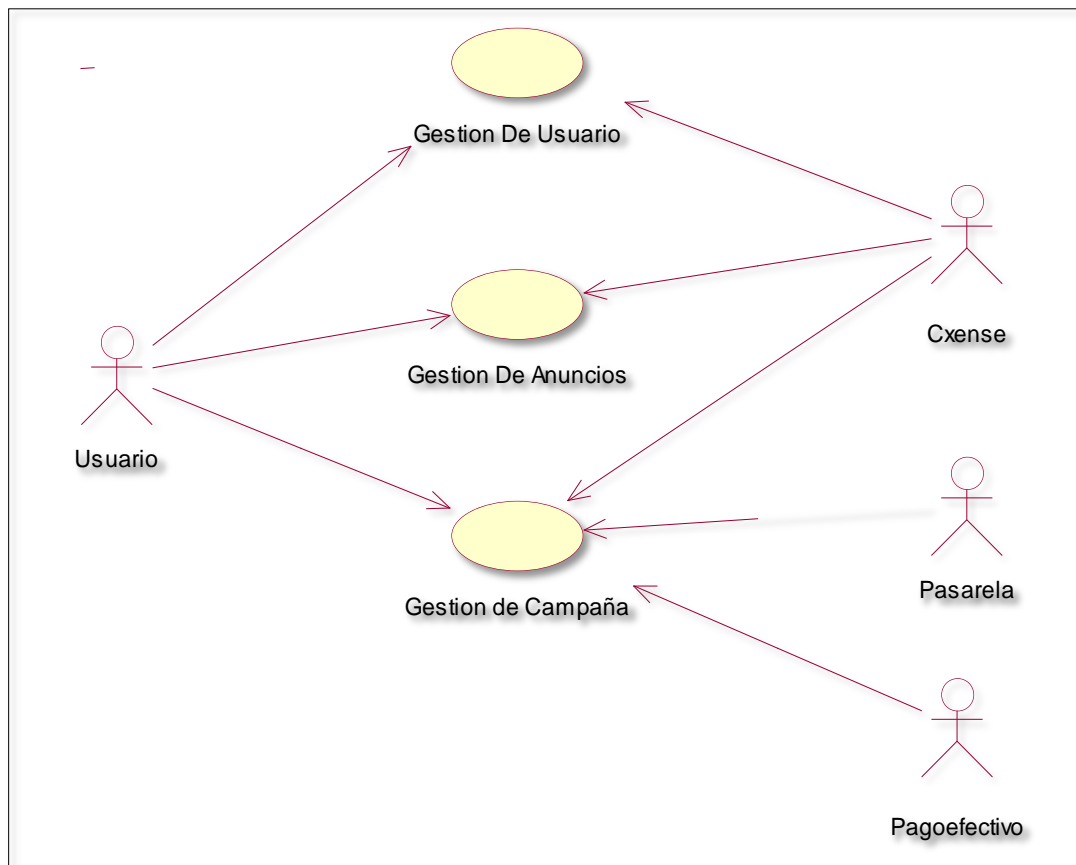 Gestion De Usuario
Cxense
Gestion De Anuncios
Usuario
Pasarela
Gestion de Campaña
Pagoefectivo